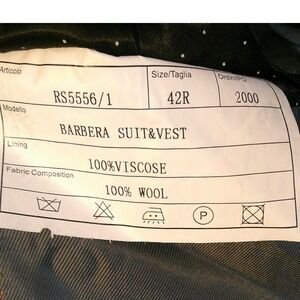 Articolo Size/Taglia Ordini/PO
RS5556/1 42R 2000
Modello
BARBERA SUIT&VEST
Lining
100%VISCOSE
Fabric Composition
100% WOOL
P